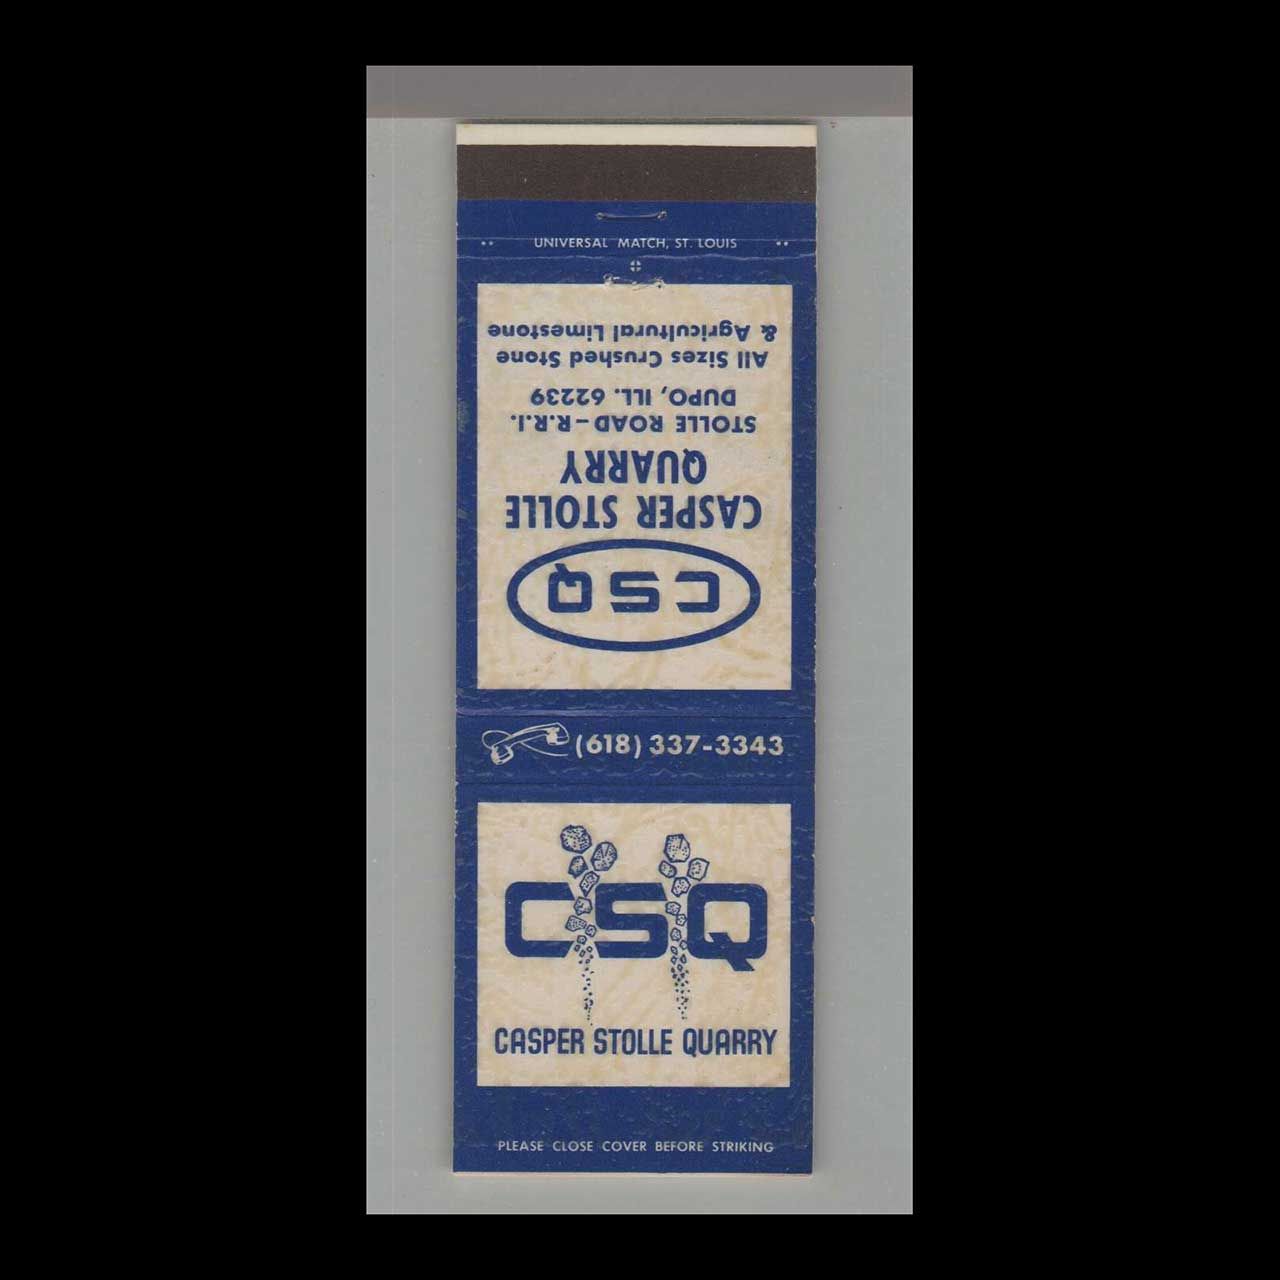 UNIVERSAL MATCH, ST. LOUIS
CSQ
CASPER STOLLE
QUARRY
STOLLE ROAD-R.R.I.
DUPO, ILL. 62239
All Sizes Crushed Stone
& Agricultural Limestone
(618) 337-3343
CSQ
CASPER STOLLE QUARRY
PLEASE CLOSE COVER BEFORE STRIKING